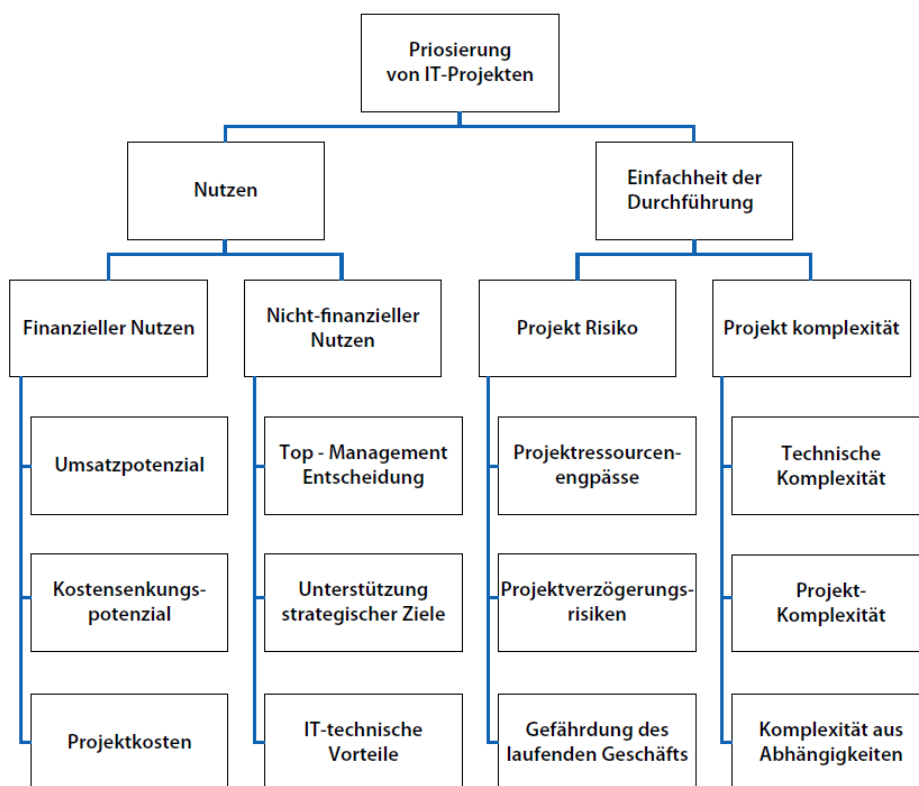 Priosierung
von IT-Projekten
Nutzen
Einfachheit der
Durchführung
Finanzieller Nutzen
Nicht-finanzieller
Nutzen
Projekt Risiko
Projekt komplexität
Umsatzpotenzial
Top - Management
Entscheidung
Projektressourcen-
engpässe
Technische
Komplexität
Kostensenkungs-
potenzial
Unterstützung
strategischer Ziele
Projektverzögerungs-
risiken
Projekt-
Komplexität
Projektkosten
IT-technische
Vorteile
Gefährdung des
laufenden Geschäfts
Komplexität aus
Abhängigkeiten